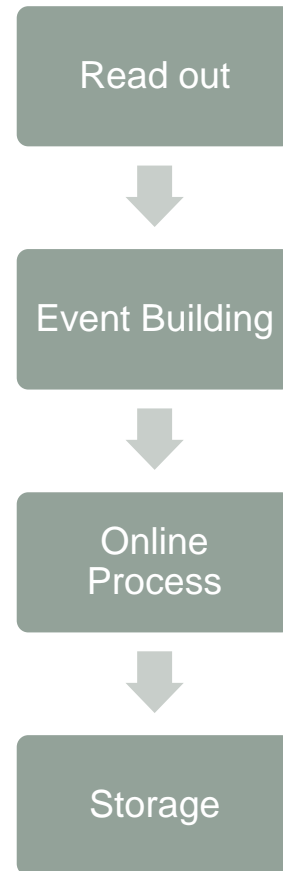 Read out
Event Building
Online
Process
Storage